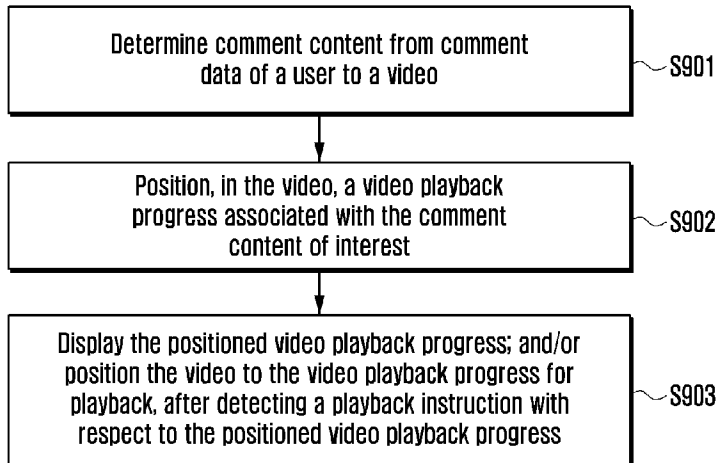 Determine comment content from comment
data of a user to a video
S901
Position, in the video, a video playback
progress associated with the comment
content of interest
S902
Display the positioned video playback progress; and/or
position the video to the video playback progress for
playback, after detecting a playback instruction with
respect to the positioned video playback progress
S903